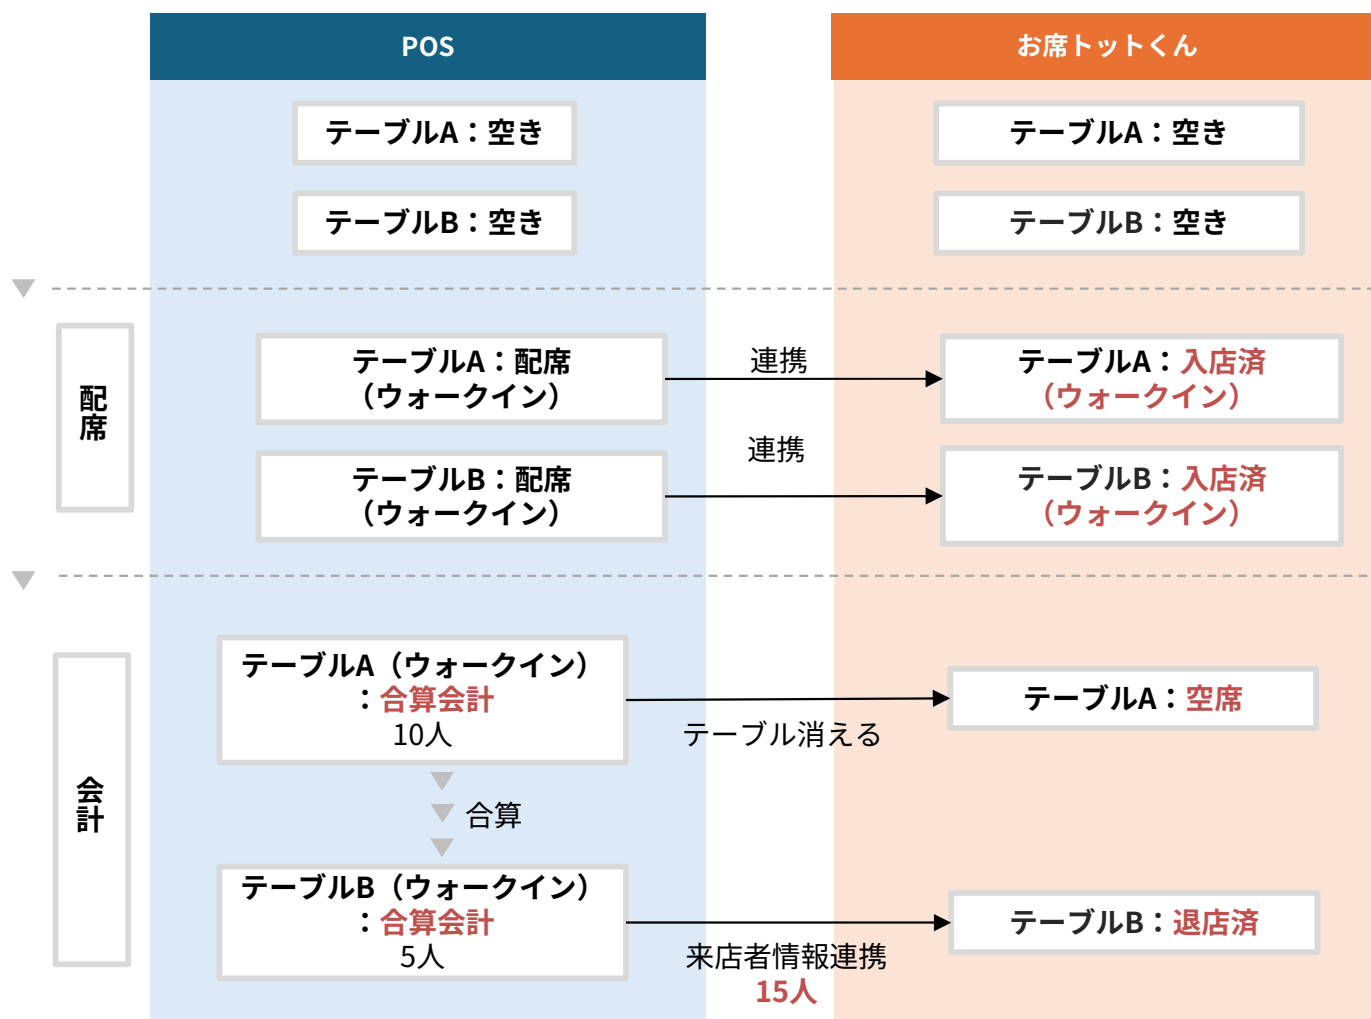 POS
お席トットくん
テーブルA：空き
テーブルA：空き
テーブルB：空き
テーブルB：空き
配席
テーブルA：配席
（ウォークイン）
連携
テーブルA：入店済
（ウォークイン）
テーブルB：配席
（ウォークイン）
連携
テーブルB：入店済
（ウォークイン）
会計
テーブルA（ウォークイン）
：合算会計
10人
テーブル消える
テーブルA：空席
合算
テーブルB（ウォークイン）
：合算会計
5人
来店者情報連携
15人
テーブルB：退店済